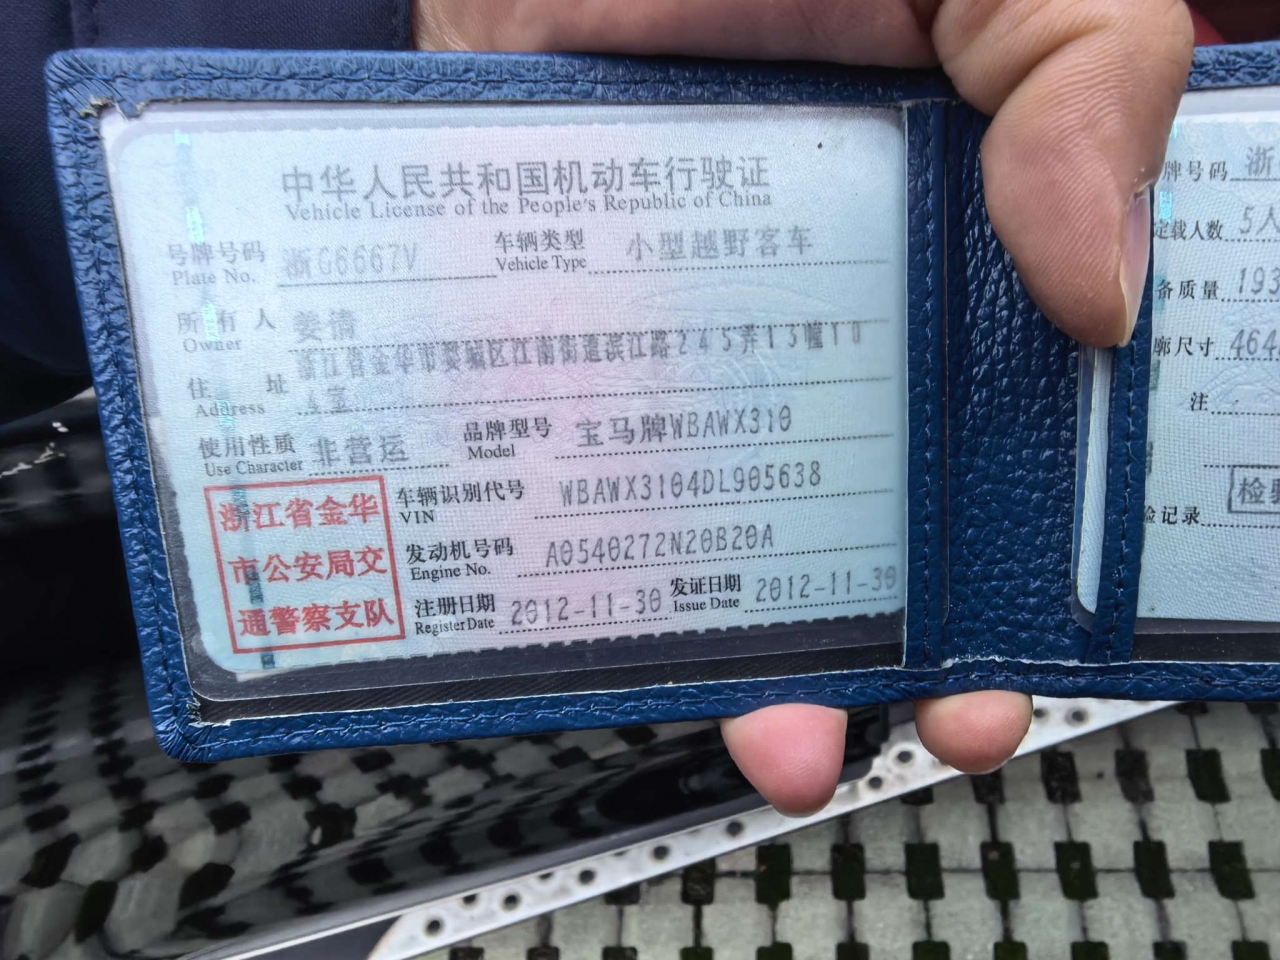 中华人民共和国机动车行驶证
Vehicle License of the People's Republic of China
号牌号码 浙G6667V 车辆类型 小型越野客车
Plate No. Vehicle Type
所有人 姜倩
Owner
住址 浙江省金华市婺城区江南街道滨江路245弄13幢10
Address 4室
使用性质 非营运 品牌型号 宝马牌WBAWX310
Use Character Model
车辆识别代号 WBAWX3104DL905638
VIN
发动机号码 A0540272N20B20A
Engine No.
注册日期 2012-11-30 发证日期 2012-11-30
Register Date Issue Date
浙江省金华
市公安局交
通警察支队
牌号码 浙
定载人数 5人
备质量 193
廓尺寸 464
注
检验
验记录